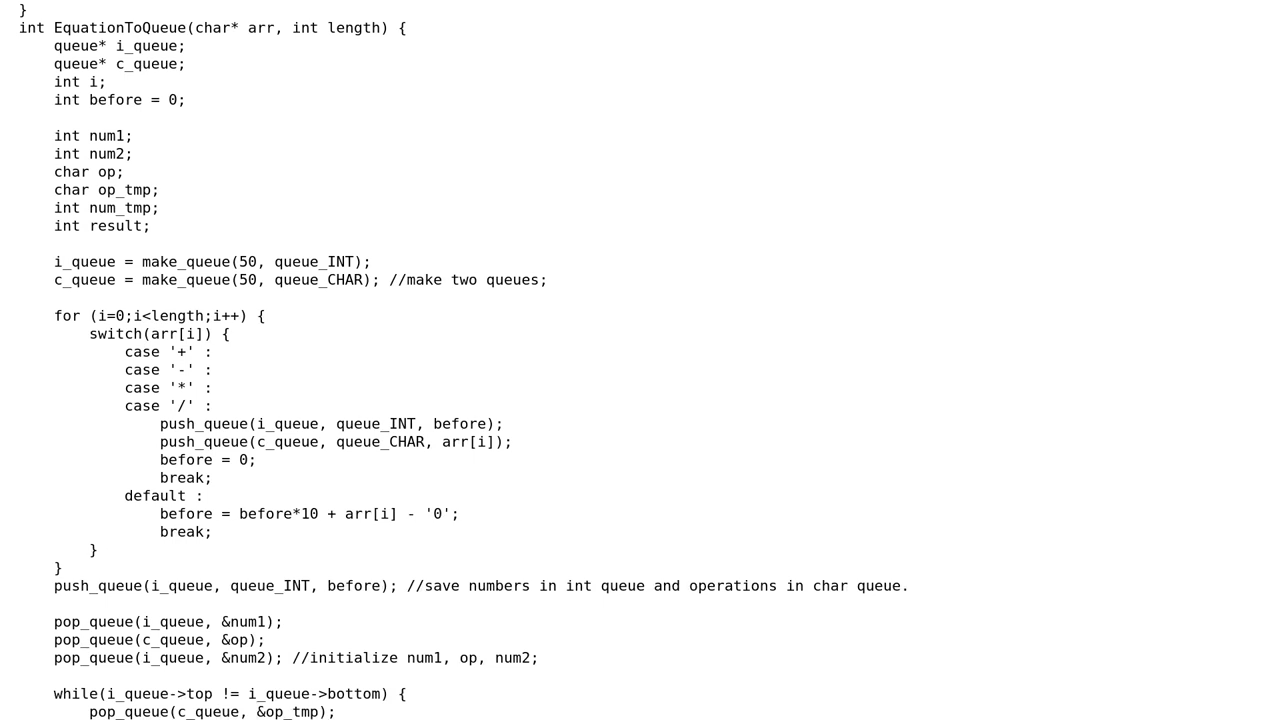 }
int EquationToQueue(char* arr, int length) {
    queue* i_queue;
    queue* c_queue;
    int i;
    int before = 0;

    int num1;
    int num2;
    char op;
    char op_tmp;
    int num_tmp;
    int result;

    i_queue = make_queue(50, queue_INT);
    c_queue = make_queue(50, queue_CHAR); //make two queues;

    for (i=0;i<length;i++) {
        switch(arr[i]) {
            case '+' :
            case '-' :
            case '*' :
            case '/' :
                push_queue(i_queue, queue_INT, before);
                push_queue(c_queue, queue_CHAR, arr[i]);
                before = 0;
                break;
            default :
                before = before*10 + arr[i] - '0';
                break;
        }
    }
    push_queue(i_queue, queue_INT, before); //save numbers in int queue and operations in char queue.

    pop_queue(i_queue, &num1);
    pop_queue(c_queue, &op);
    pop_queue(i_queue, &num2); //initialize num1, op, num2;

    while(i_queue->top != i_queue->bottom) {
        pop_queue(c_queue, &op_tmp);